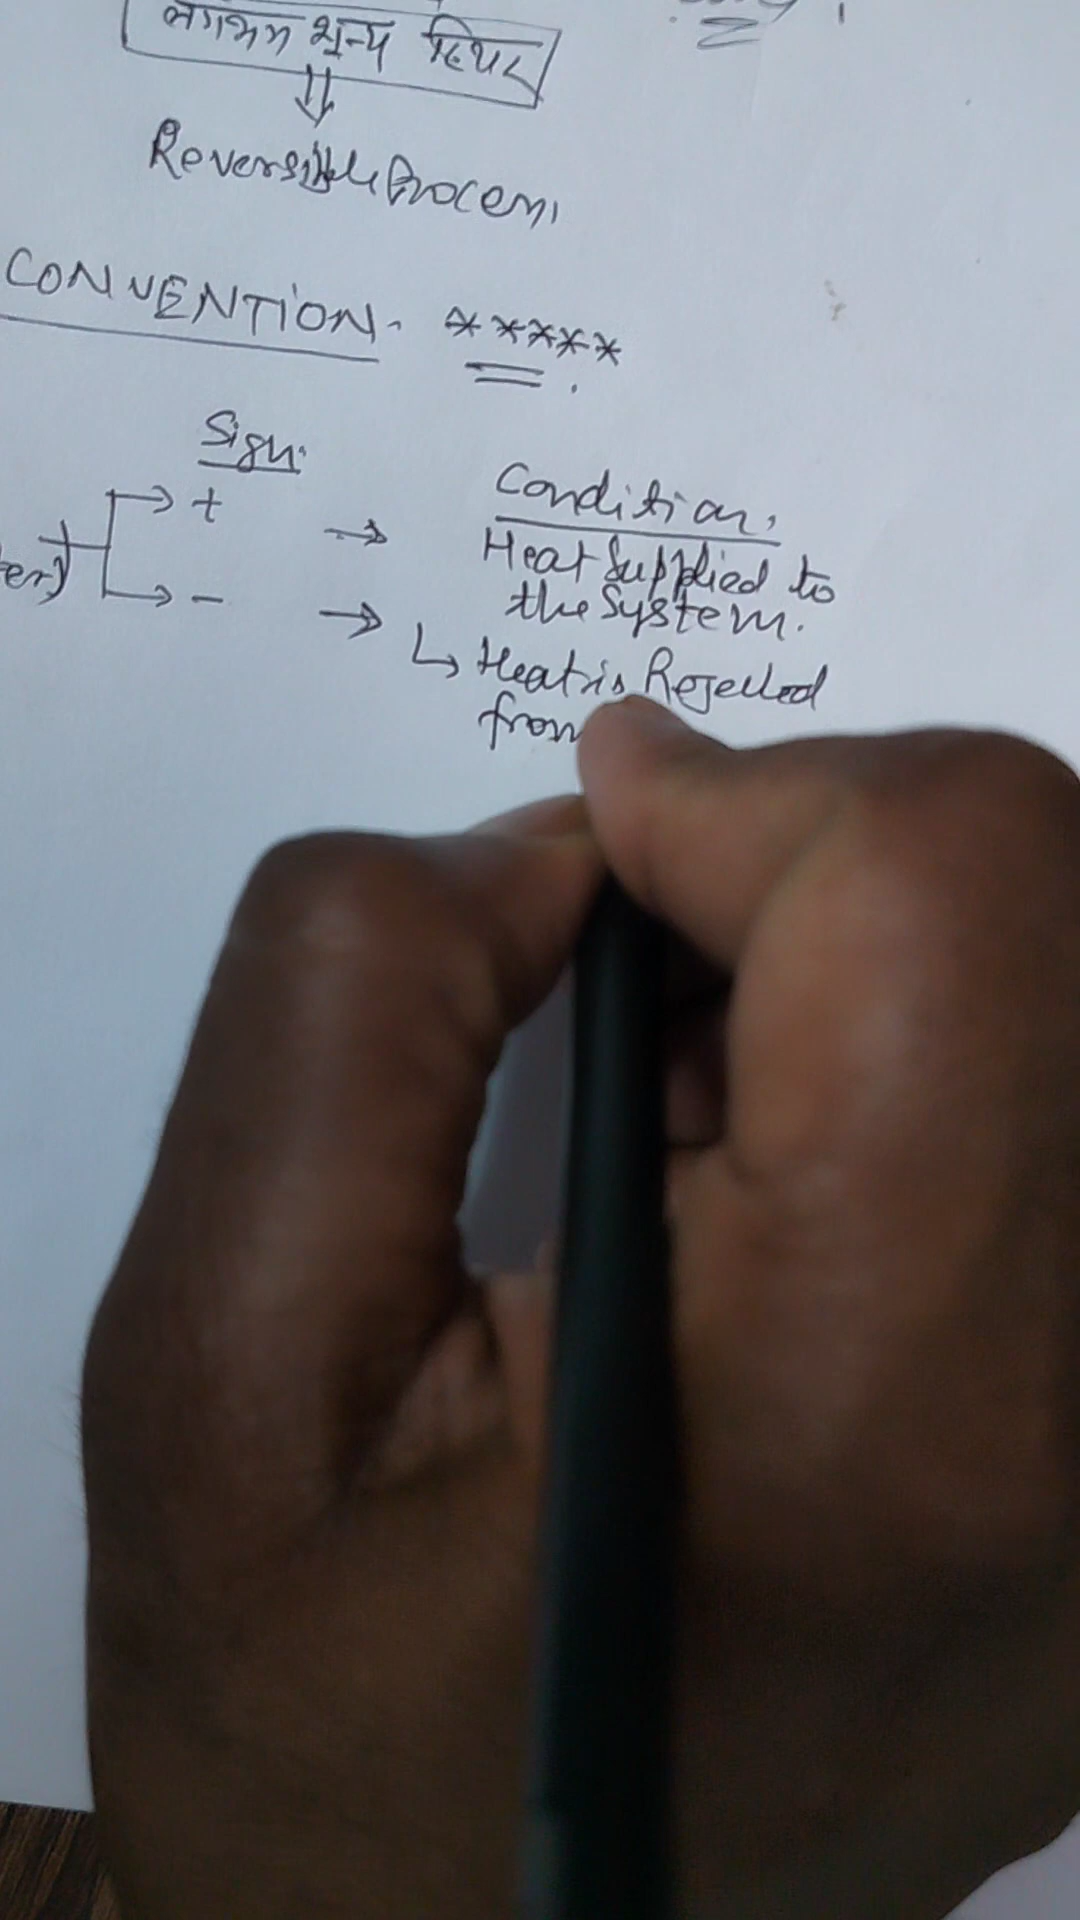 लगभग शून्य स्थिर
Reversible Process
CONVENTION. *****
Sign.
Condition.
+ → Heat Supplied to
the System.
- → ↳ Heat is Rejected
from